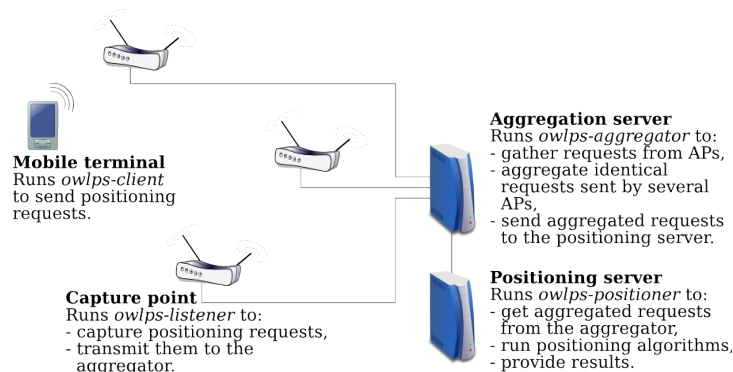 Mobile terminal
Runs owlps-client
to send positioning
requests.
Capture point
Runs owlps-listener to:
- capture positioning requests,
- transmit them to the
aggregator.
Aggregation server
Runs owlps-aggregator to:
- gather requests from APs,
- aggregate identical
requests sent by several
APs,
- send aggregated requests
to the positioning server.
Positioning server
Runs owlps-positioner to:
- get aggregated requests
from the aggregator,
- run positioning algorithms,
- provide results.